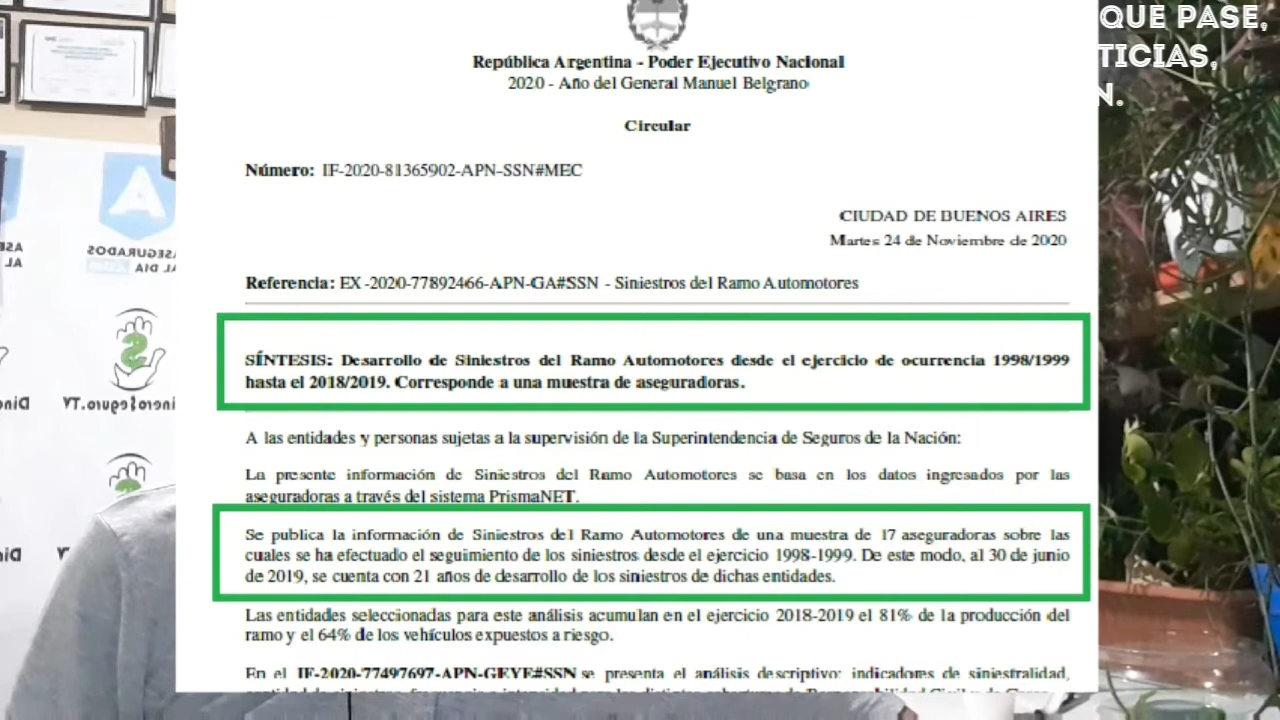 QUE PASE,
TICIAS,
N.
República Argentina - Poder Ejecutivo Nacional
2020 - Año del General Manuel Belgrano
Circular
Número: IF-2020-81365902-APN-SSN#MEC
CIUDAD DE BUENOS AIRES
Martes 24 de Noviembre de 2020
Referencia: EX-2020-77892466-APN-GA#SSN - Siniestros del Ramo Automotores
SÍNTESIS: Desarrollo de Siniestros del Ramo Automotores desde el ejercicio de ocurrencia 1998/1999
hasta el 2018/2019. Corresponde a una muestra de aseguradoras.
A las entidades y personas sujetas a la supervisión de la Superintendencia de Seguros de la Nación:
La presente información de Siniestros del Ramo Automotores se basa en los datos ingresados por las
aseguradoras a través del sistema PrismaNET.
Se publica la información de Siniestros del Ramo Automotores de una muestra de 17 aseguradoras sobre las
cuales se ha efectuado el seguimiento de los siniestros desde el ejercicio 1998-1999. De este modo, al 30 de junio
de 2019, se cuenta con 21 años de desarrollo de los siniestros de dichas entidades.
Las entidades seleccionadas para este análisis acumulan en el ejercicio 2018-2019 el 81% de la producción del
ramo y el 64% de los vehículos expuestos a riesgo.
En el IF-2020-77497697-APN-GEYE#SSN se presenta el análisis descriptivo: indicadores de siniestralidad,
ASEGURADOS
AL DIA
DineroySeguro.TV